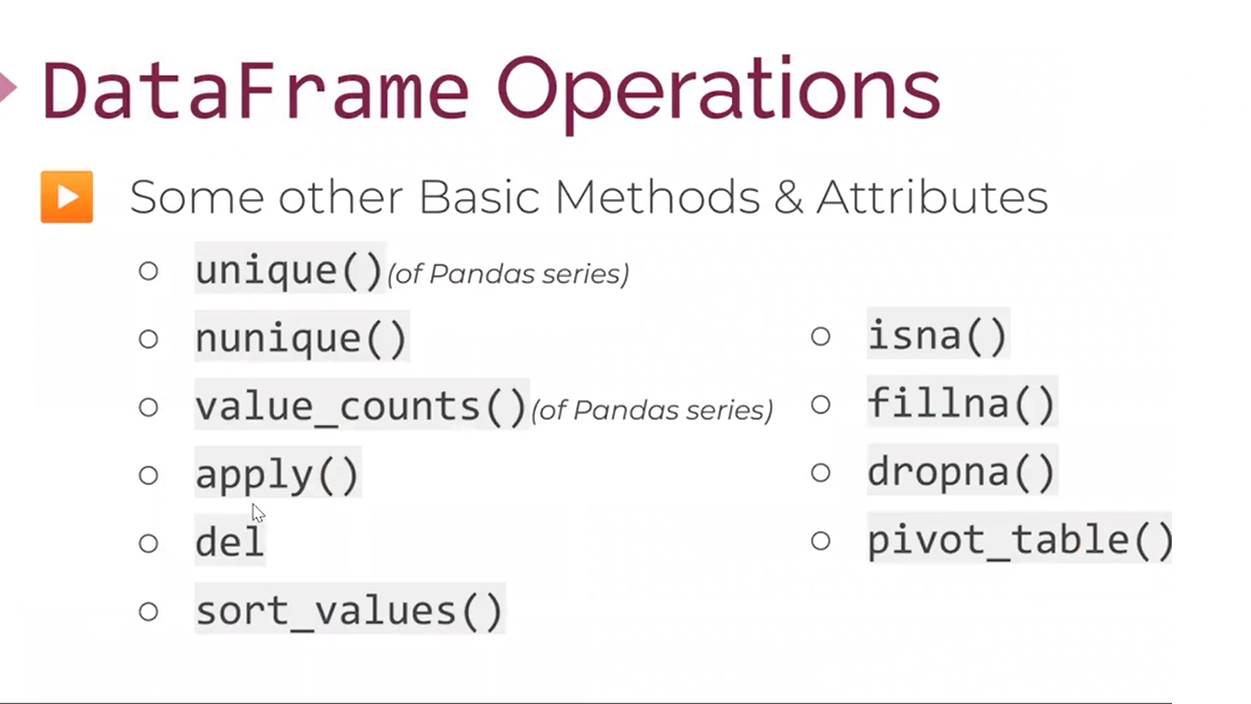 DataFrame Operations
Some other Basic Methods & Attributes
unique()(of Pandas series)
nunique()
value_counts()(of Pandas series)
apply()
del
sort_values()
isna()
fillna()
dropna()
pivot_table()